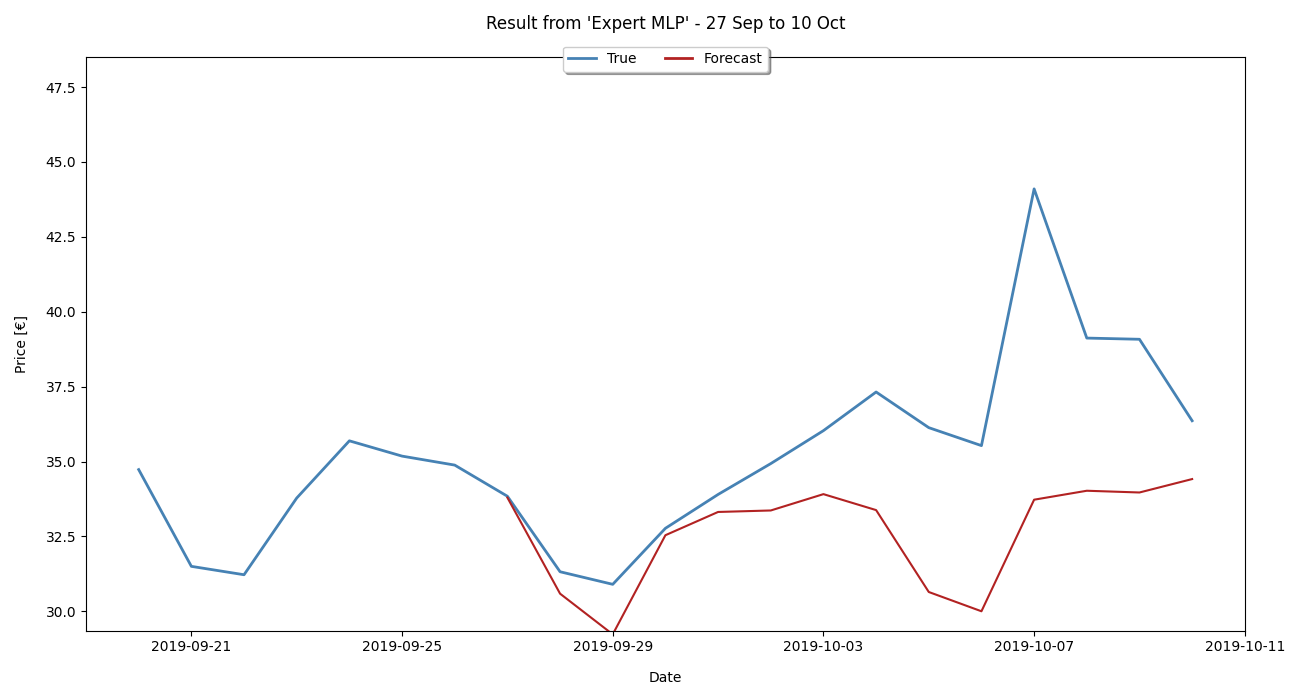 Result from 'Expert MLP' - 27 Sep to 10 Oct
True Forecast
47.5
45.0
42.5
40.0
37.5
35.0
32.5
30.0
Price [€]
2019-09-21 2019-09-25 2019-09-29 2019-10-03 2019-10-07 2019-10-11
Date